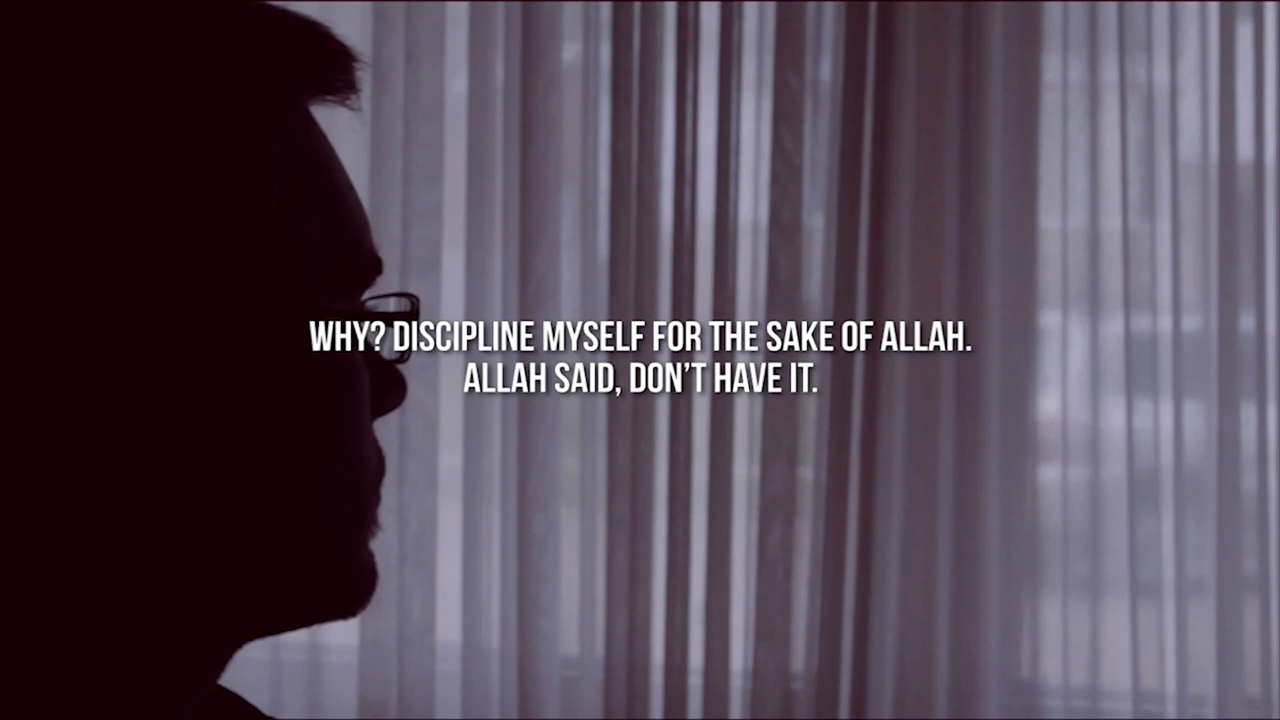 WHY? DISCIPLINE MYSELF FOR THE SAKE OF ALLAH.
ALLAH SAID, DON'T HAVE IT.